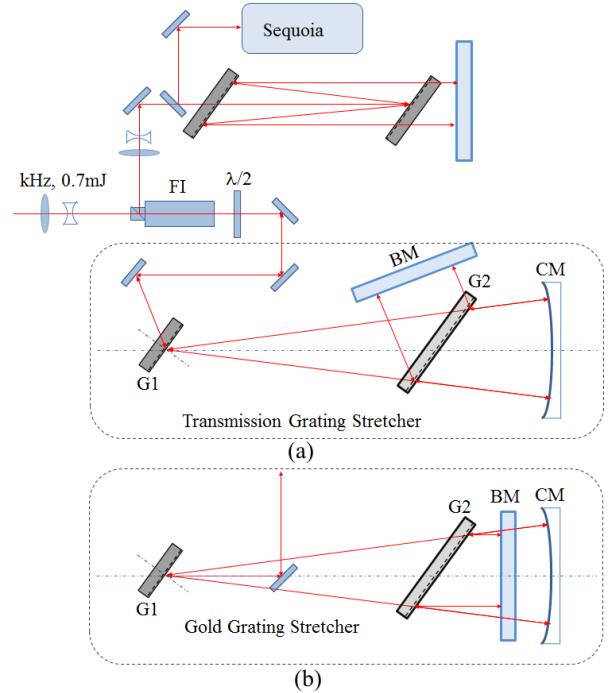 Sequoia
kHz, 0.7mJ
FI
λ/2
BM
G2
CM
G1
Transmission Grating Stretcher
(a)
G2
BM
CM
G1
Gold Grating Stretcher
(b)